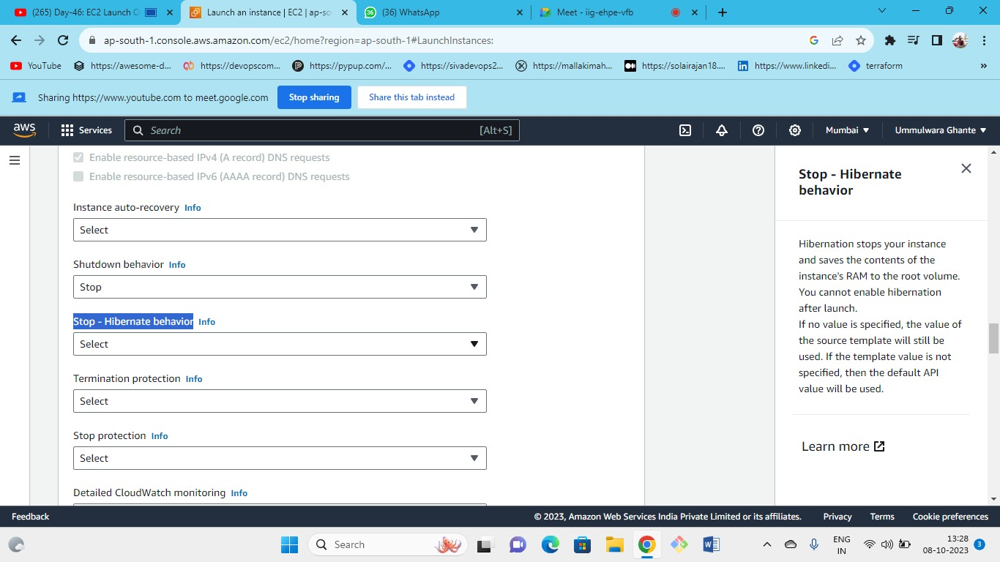 (265) Day-46: EC2 Launch O
Launch an instance | EC2 | ap-so
(36) WhatsApp
Meet - iig-ehpe-vfb
ap-south-1.console.aws.amazon.com/ec2/home?region=ap-south-1#LaunchInstances:
YouTube
https://awesome-d...
https://devopscom...
https://pypup.com/...
https://sivadevops2...
https://mallakimah...
https://solairajan18....
https://www.linkedi...
terraform
»
Sharing https://www.youtube.com to meet.google.com
Stop sharing
Share this tab instead
aws
Services
Search
[Alt+S]
Mumbai
Ummulwara Ghante
Enable resource-based IPv4 (A record) DNS requests
Enable resource-based IPv6 (AAAA record) DNS requests
Instance auto-recovery Info
Select
Shutdown behavior Info
Stop
Stop - Hibernate behavior Info
Select
Termination protection Info
Select
Stop protection Info
Select
Detailed CloudWatch monitoring Info
Stop - Hibernate
behavior
Hibernation stops your instance
and saves the contents of the
instance's RAM to the root volume.
You cannot enable hibernation
after launch.
If no value is specified, the value of
the source template will still be
used. If the template value is not
specified, then the default API
value will be used.
Learn more
Feedback
© 2023, Amazon Web Services India Private Limited or its affiliates.
Privacy
Terms
Cookie preferences
Search
ENG
IN
13:28
08-10-2023
3